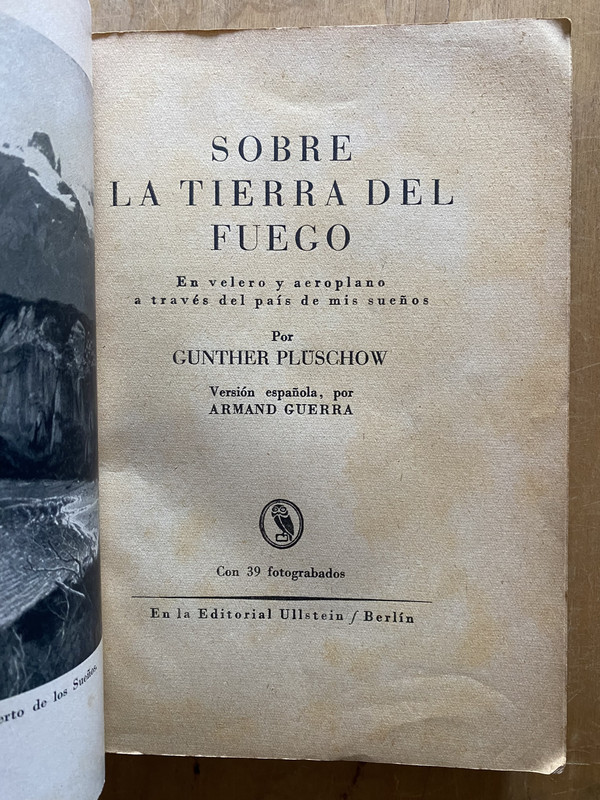 SOBRE
LA TIERRA DEL
FUEGO
En velero y aeroplano
a través del país de mis sueños
Por
GUNTHER PLÜSCHOW
Versión española, por
ARMAND GUERRA
Con 39 fotograbados
En la Editorial Ullstein / Berlín
de los Sueños